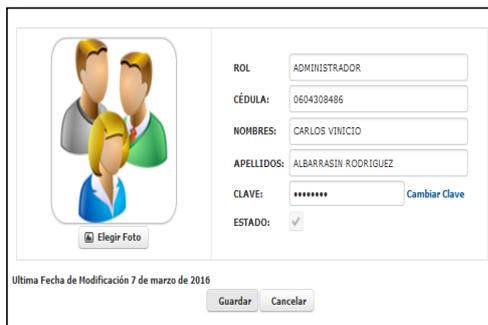 ROL ADMINISTRADOR
CÉDULA: 0604308486
NOMBRES: CARLOS VINICIO
APELLIDOS: ALBARRASIN RODRIGUEZ
CLAVE: •••••••• Cambiar Clave
ESTADO:
Elegir Foto
Ultima Fecha de Modificación 7 de marzo de 2016
Guardar Cancelar